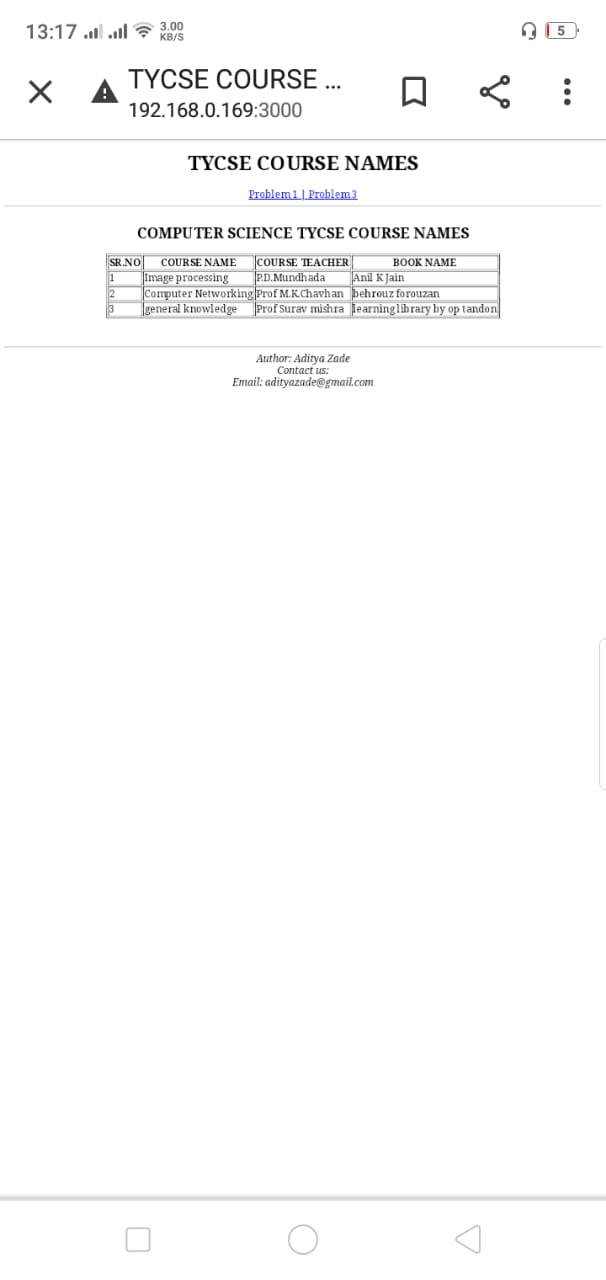 13:17 3.00 KB/S 5
TYCSE COURSE ...
192.168.0.169:3000
TYCSE COURSE NAMES
Problem1 | Problem3
COMPUTER SCIENCE TYCSE COURSE NAMES
SR.NO COURSE NAME COURSE TEACHER BOOK NAME
1 Image processing P.D.Mundhada Anil K Jain
2 Computer Networking Prof M.K.Chavhan behrouz forouzan
3 general knowledge Prof Surav mishra learning library by op tandon
Author: Aditya Zade
Contact us:
Email: adityazade@gmail.com